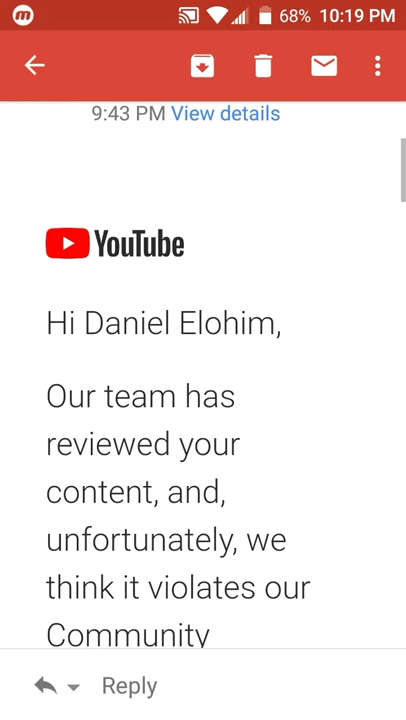 68% 10:19 PM
9:43 PM View details
YouTube
Hi Daniel Elohim,
Our team has
reviewed your
content, and,
unfortunately, we
think it violates our
Community
Reply